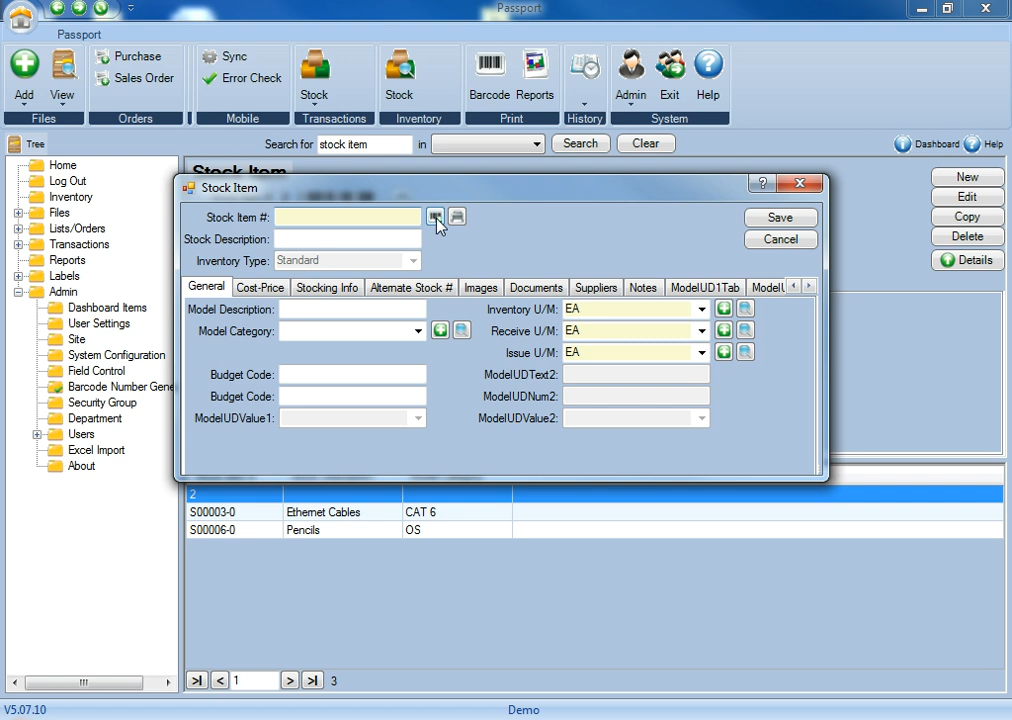 Passport
Passport
Add
View
Files
Purchase
Sales Order
Orders
Sync
Error Check
Mobile
Stock
Transactions
Stock
Inventory
Barcode
Reports
Print
History
Admin
Exit
Help
System
Tree
Search for
stock item
in
Search
Clear
Dashboard
Help
Home
Log Out
Inventory
Files
Lists/Orders
Transactions
Reports
Labels
Admin
Dashboard Items
User Settings
Site
System Configuration
Field Control
Barcode Number Gene
Security Group
Department
Users
Excel Import
About
Stock Item
New
Edit
Copy
Delete
Details
Stock Item
?
Stock Item #:
Save
Stock Description:
Cancel
Inventory Type:
Standard
General
Cost-Price
Stocking Info
Alternate Stock #
Images
Documents
Suppliers
Notes
ModelUD1Tab
ModelU
Model Description:
Inventory U/M:
EA
Model Category:
Receive U/M:
EA
Issue U/M:
EA
Budget Code:
ModelUDText2:
Budget Code:
ModelUDNum2:
ModelUDValue1:
ModelUDValue2:
2
S00003-0
Ethernet Cables
CAT 6
S00006-0
Pencils
OS
>|
<
1
>
>|
3
V5.07.10
Demo